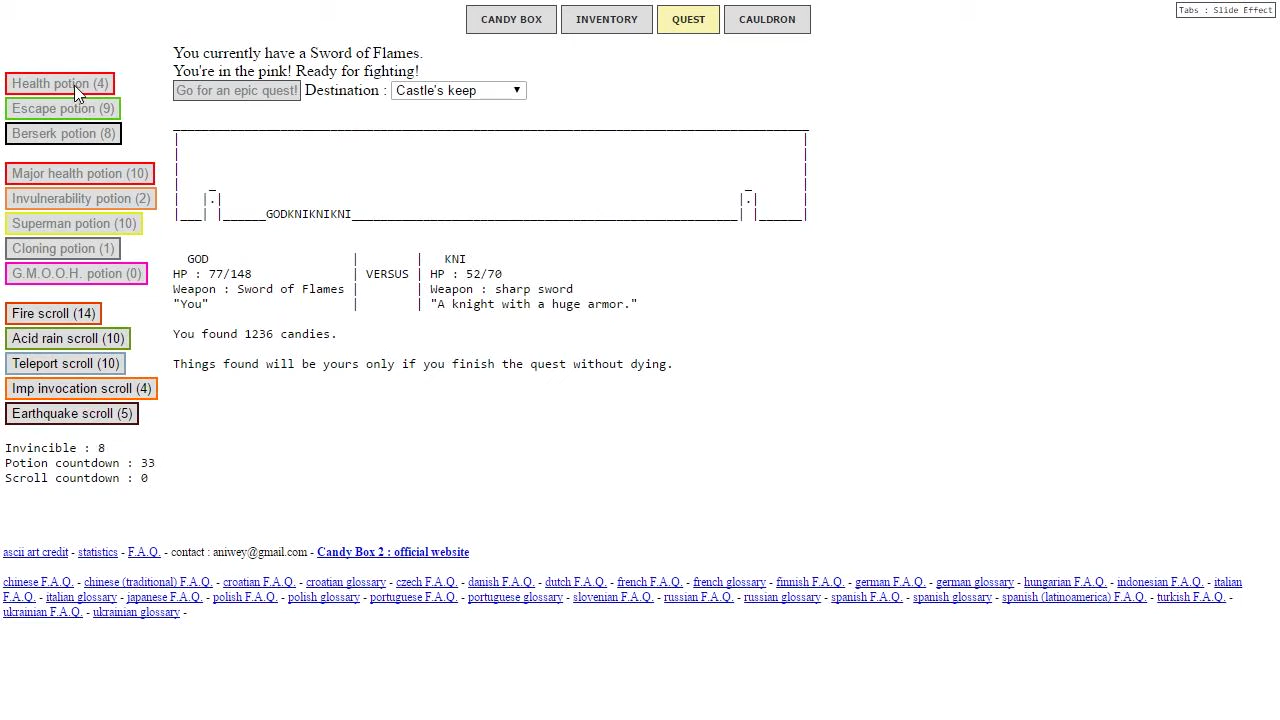 CANDY BOX INVENTORY QUEST CAULDRON
Tabs : Slide Effect
You currently have a Sword of Flames.
You're in the pink! Ready for fighting!
Go for an epic quest! Destination : Castle's keep
Health potion (4)
Escape potion (9)
Berserk potion (8)
Major health potion (10)
Invulnerability potion (2)
Superman potion (10)
Cloning potion (1)
G.M.O.O.H. potion (0)
Fire scroll (14)
Acid rain scroll (10)
Teleport scroll (10)
Imp invocation scroll (4)
Earthquake scroll (5)
Invincible : 8
Potion countdown : 33
Scroll countdown : 0
GODKNIKNIKNI
GOD | | KNI
HP : 77/148 | VERSUS | HP : 52/70
Weapon : Sword of Flames | | Weapon : sharp sword
"You" | | "A knight with a huge armor."
You found 1236 candies.
Things found will be yours only if you finish the quest without dying.
ascii art credit - statistics - F.A.Q. - contact : aniwey@gmail.com - Candy Box 2 : official website
chinese F.A.Q. - chinese (traditional) F.A.Q. - croatian F.A.Q. - croatian glossary - czech F.A.Q. - danish F.A.Q. - dutch F.A.Q. - french F.A.Q. - french glossary - finnish F.A.Q. - german F.A.Q. - german glossary - hungarian F.A.Q. - indonesian F.A.Q. - italian
F.A.Q. - italian glossary - japanese F.A.Q. - polish F.A.Q. - polish glossary - portuguese F.A.Q. - portuguese glossary - slovenian F.A.Q. - russian F.A.Q. - russian glossary - spanish F.A.Q. - spanish glossary - spanish (latinoamerica) F.A.Q. - turkish F.A.Q. -
ukrainian F.A.Q. - ukrainian glossary -